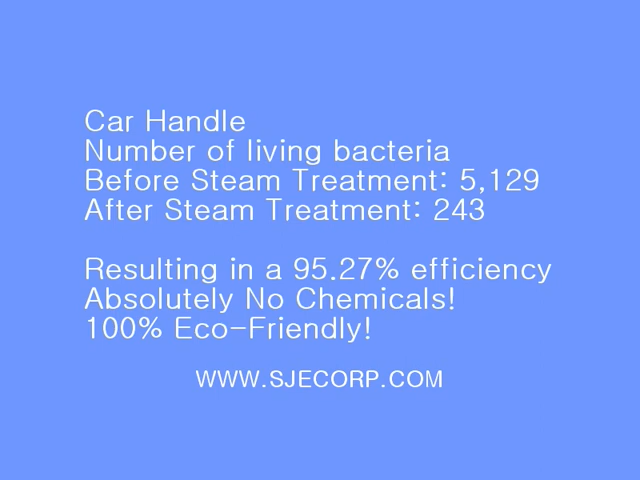 Car Handle
Number of living bacteria
Before Steam Treatment: 5,129
After Steam Treatment: 243
Resulting in a 95.27% efficiency
Absolutely No Chemicals!
100% Eco-Friendly!
WWW.SJECORP.COM